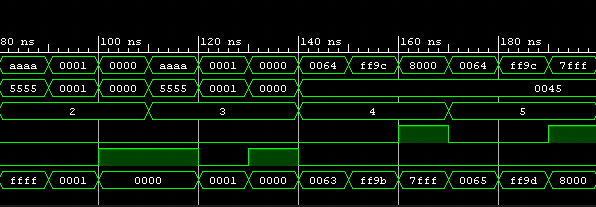 80 ns 100 ns 120 ns 140 ns 160 ns 180 ns
aaaa 0001 0000 aaaa 0001 0000 0064 ff9c 8000 0064 ff9c 7fff
5555 0001 0000 5555 0001 0000 0045
2 3 4 5
ffff 0001 0000 0001 0000 0063 ff9b 7fff 0065 ff9d 8000